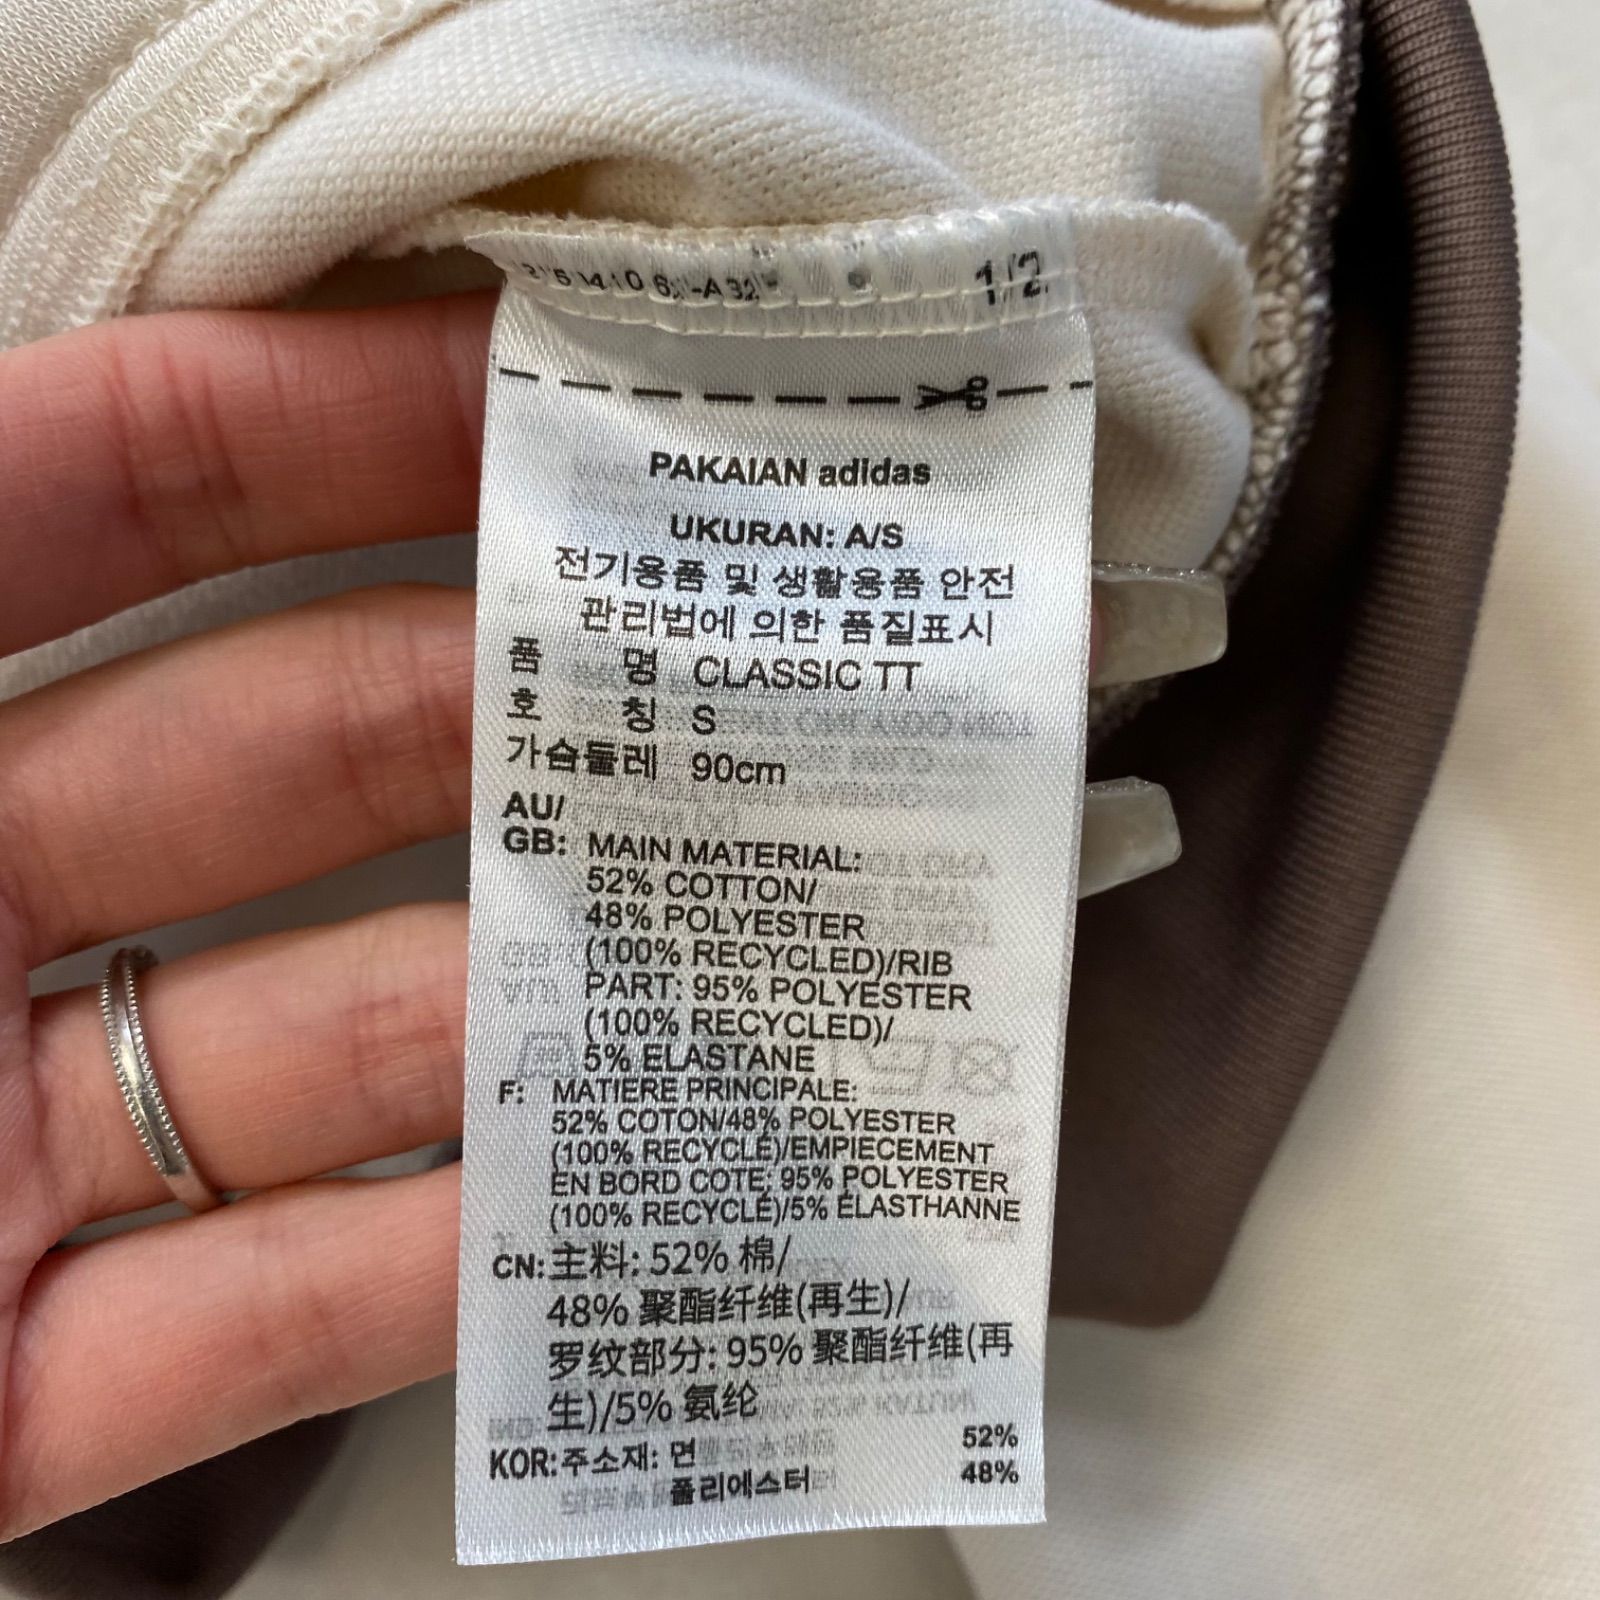 1/2
PAKAIAN adidas
UKURAN: A/S
전기용품 및 생활용품 안전
관리법에 의한 품질표시
품 명 CLASSIC TT
호 칭 S
가슴둘레 90cm
AU/
GB: MAIN MATERIAL:
52% COTTON/
48% POLYESTER
(100% RECYCLED)/RIB
PART: 95% POLYESTER
(100% RECYCLED)/
5% ELASTANE
F: MATIERE PRINCIPALE:
52% COTON/48% POLYESTER
(100% RECYCLÉ)/EMPIECEMENT
EN BORD COTE: 95% POLYESTER
(100% RECYCLÉ)/5% ÉLASTHANNE
CN: 主料: 52% 棉/
48% 聚酯纤维(再生)/
罗纹部分: 95% 聚酯纤维(再
生)/5% 氨纶
KOR: 주소재: 면 52%
폴리에스터 48%